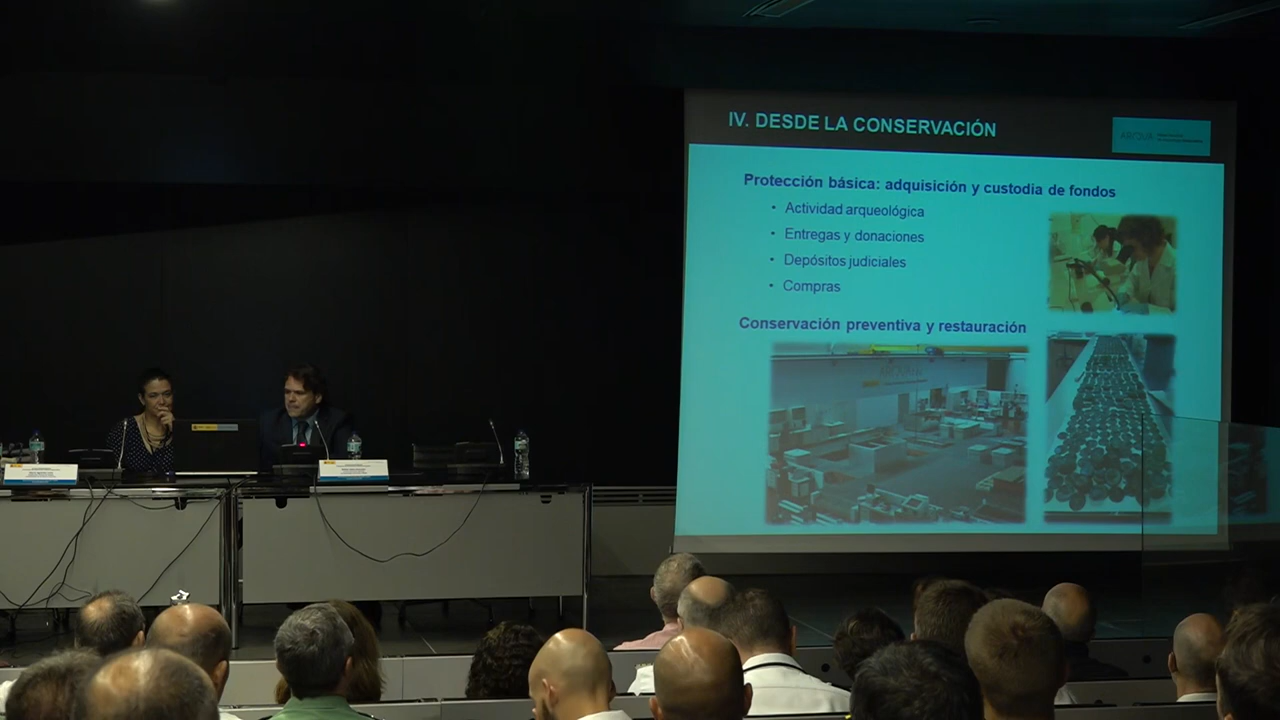 IV. DESDE LA CONSERVACIÓN
ARQUA
Protección básica: adquisición y custodia de fondos
• Actividad arqueológica
• Entregas y donaciones
• Depósitos judiciales
• Compras
Conservación preventiva y restauración